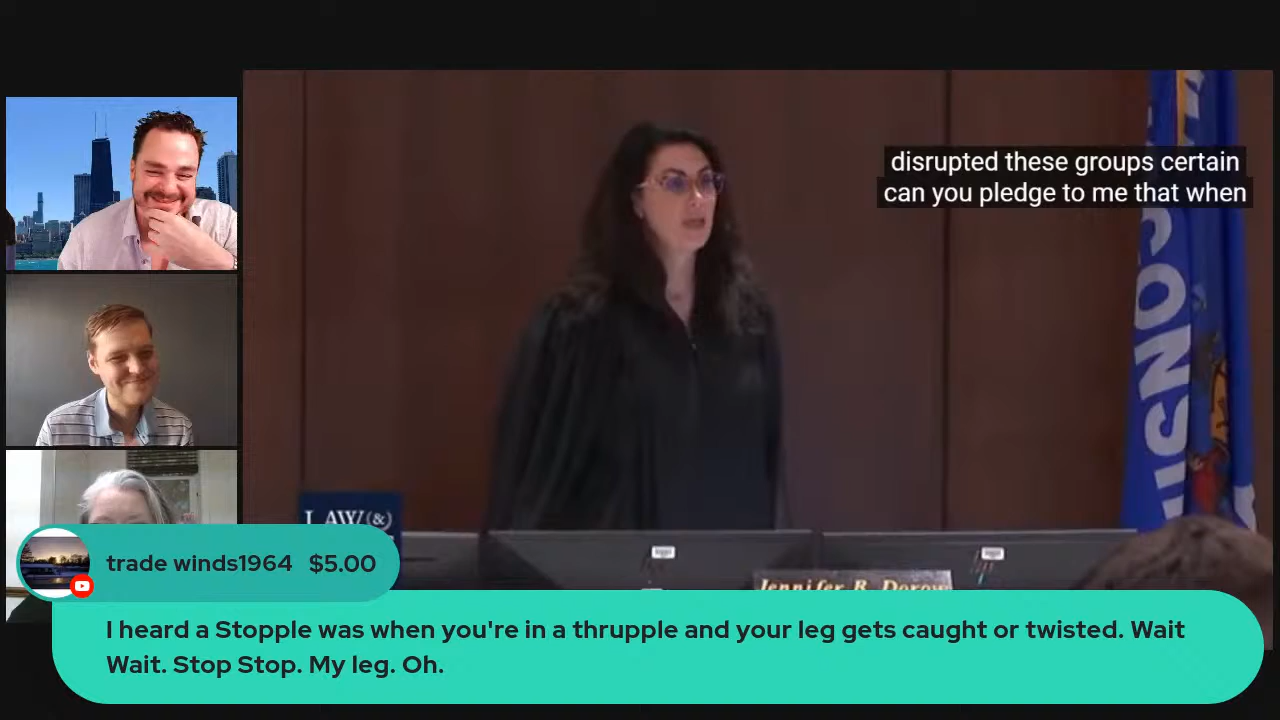 disrupted these groups certain
can you pledge to me that when
LAW(&)
Jennifer R. Dorow
trade winds1964 $5.00
I heard a Stopple was when you're in a thrupple and your leg gets caught or twisted. Wait
Wait. Stop Stop. My leg. Oh.